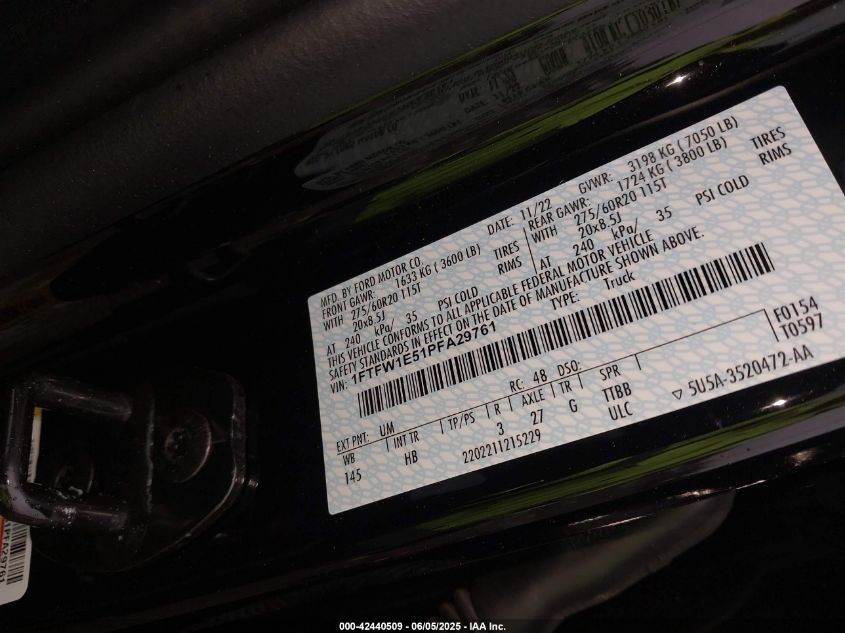 MFD. BY FORD MOTOR CO.
DATE: 11/22
GVWR: 3198 KG ( 7050 LB)
FRONT GAWR: 1633 KG ( 3600 LB)
REAR GAWR: 1724 KG ( 3800 LB)
WITH 275/60R20 115T TIRES
WITH 275/60R20 115T TIRES
20x8.5J RIMS
20x8.5J RIMS
AT 240 kPa/ 35 PSI COLD
AT 240 kPa/ 35 PSI COLD
THIS VEHICLE CONFORMS TO ALL APPLICABLE FEDERAL MOTOR VEHICLE
SAFETY STANDARDS IN EFFECT ON THE DATE OF MANUFACTURE SHOWN ABOVE.
VIN: 1FTFW1E51PFA29761
TYPE: Truck
F0154
T0597
EXT PNT: UM RC: 48 DSO:
WB INT TR TP/PS R AXLE TR SPR
145 HB 3 27 G TTBB
2202211215229 ULC
5U5A-3520472-AA
000-42440509 - 06/05/2025 - IAA Inc.